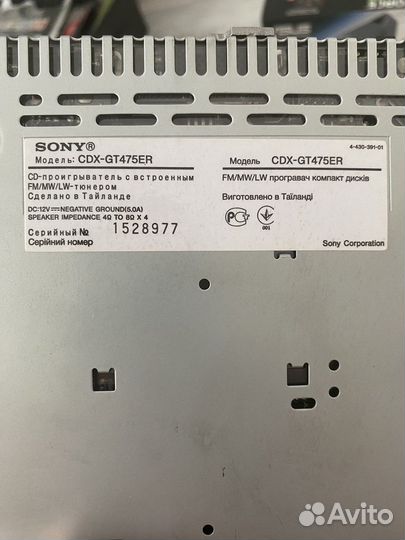 SONY®
Модель: CDX-GT475ER
CD-проигрыватель с встроенным
FM/MW/LW-тюнером
Сделано в Тайланде
DC:12V⎓NEGATIVE GROUND(5.0A)
SPEAKER IMPEDANCE 4Ω TO 8Ω X 4
Серийный №
Серійний номер
1528977
4-430-391-01
Модель CDX-GT475ER
FM/MW/LW програвач компакт дисків
Виготовлено в Таїланді
001
Sony Corporation
Avito